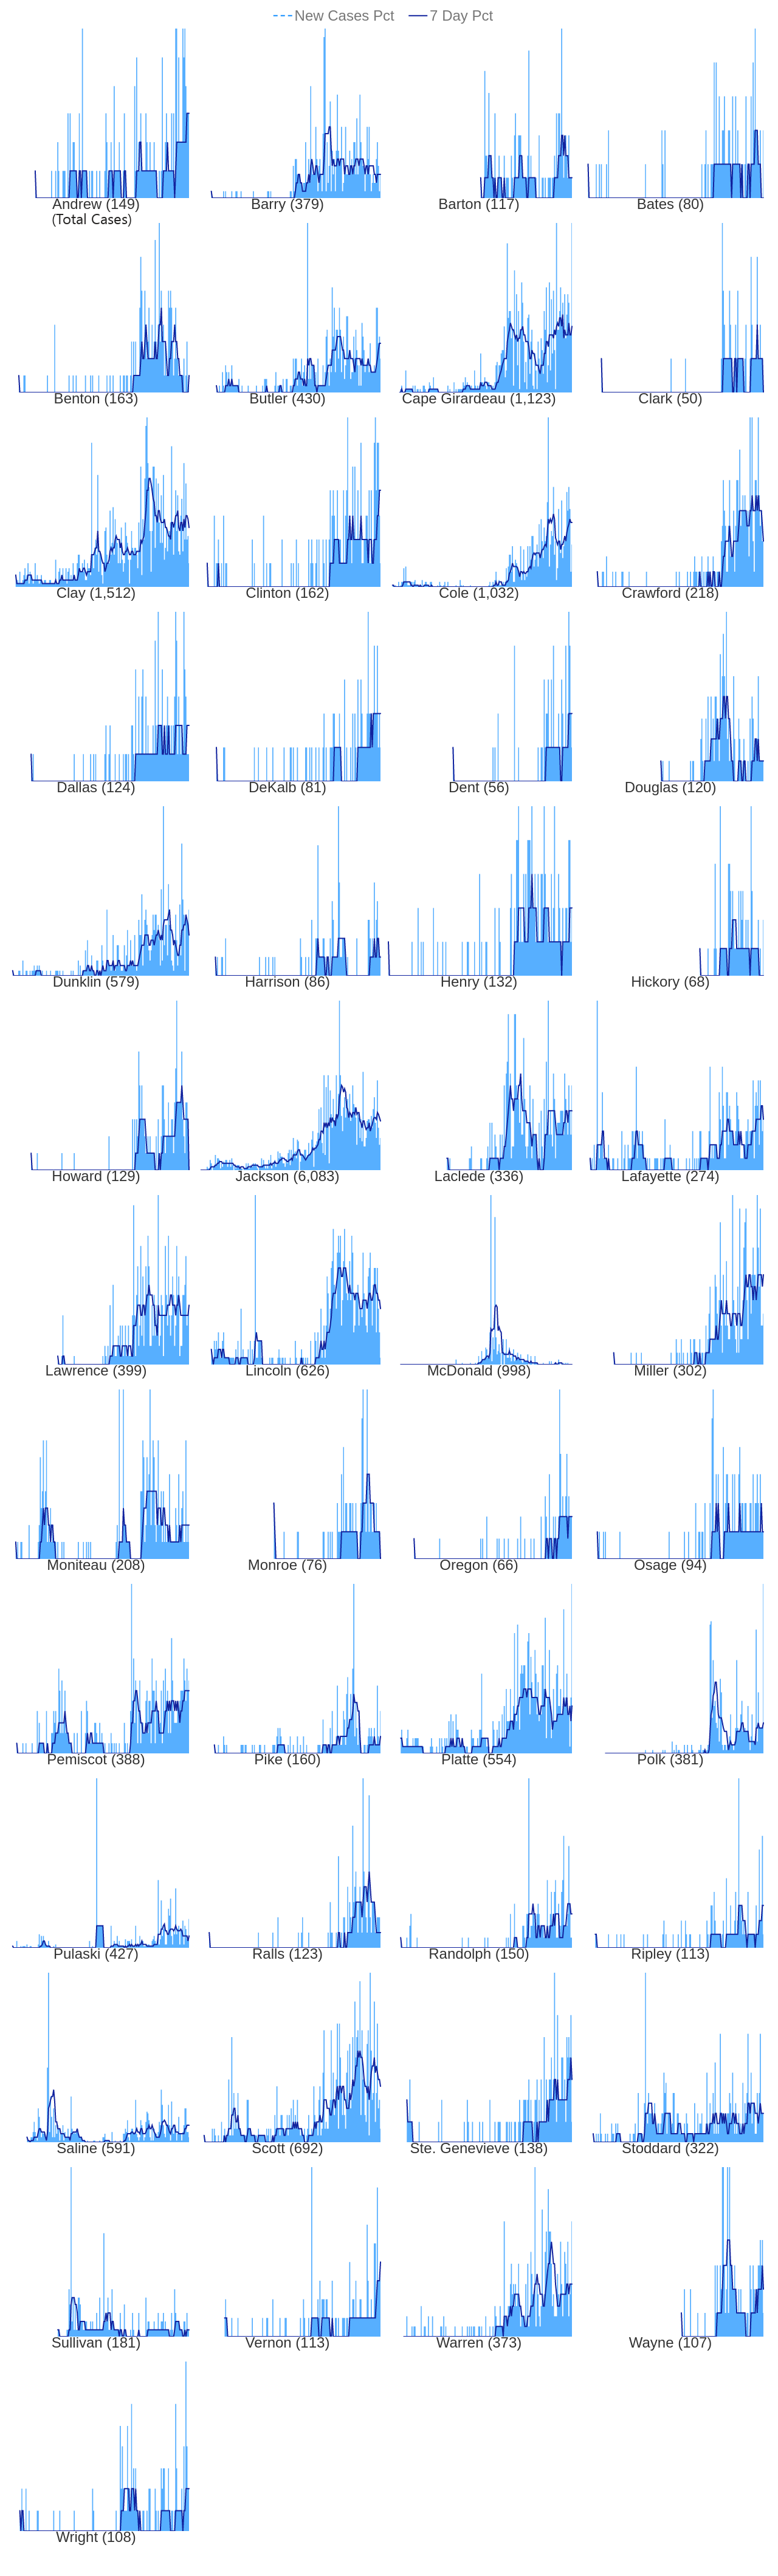 New Cases Pct 7 Day Pct
Andrew (149) Barry (379) Barton (117) Bates (80)
(Total Cases)
Benton (163) Butler (430) Cape Girardeau (1,123) Clark (50)
Clay (1,512) Clinton (162) Cole (1,032) Crawford (218)
Dallas (124) DeKalb (81) Dent (56) Douglas (120)
Dunklin (579) Harrison (86) Henry (132) Hickory (68)
Howard (129) Jackson (6,083) Laclede (336) Lafayette (274)
Lawrence (399) Lincoln (626) McDonald (998) Miller (302)
Moniteau (208) Monroe (76) Oregon (66) Osage (94)
Pemiscot (388) Pike (160) Platte (554) Polk (381)
Pulaski (427) Ralls (123) Randolph (150) Ripley (113)
Saline (591) Scott (692) Ste. Genevieve (138) Stoddard (322)
Sullivan (181) Vernon (113) Warren (373) Wayne (107)
Wright (108)